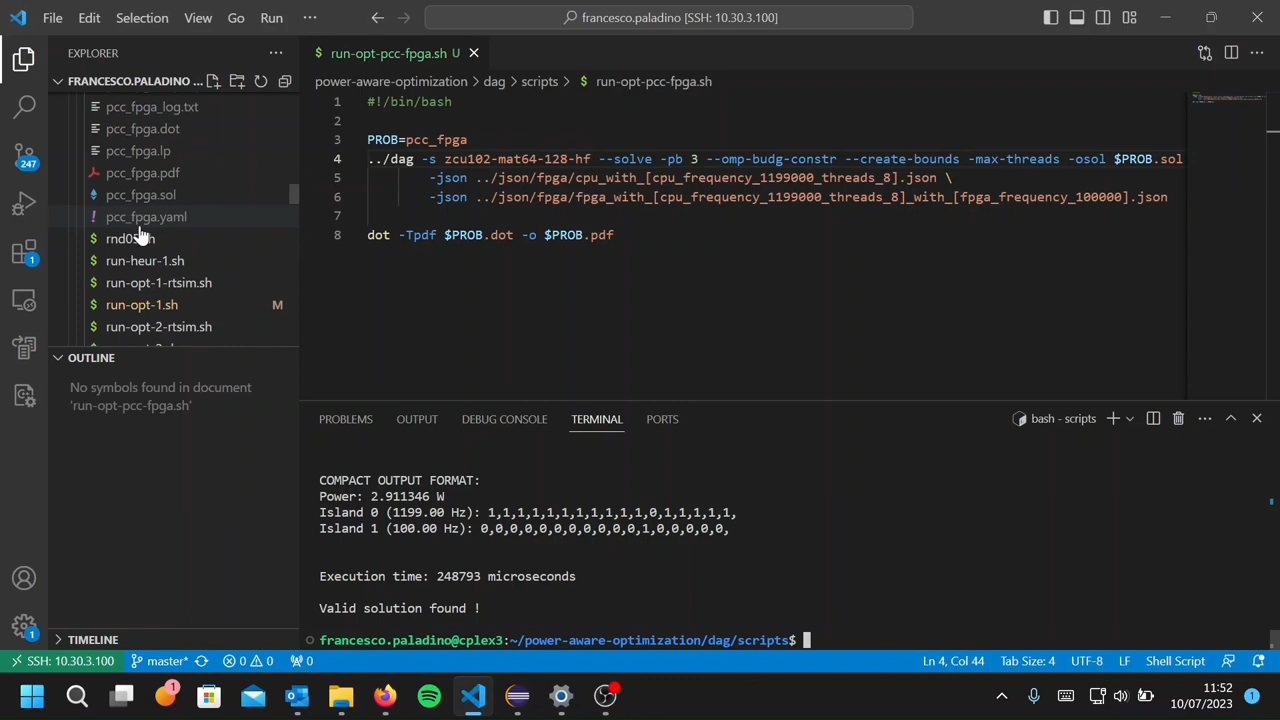 File Edit Selection View Go Run ···
francesco.paladino [SSH: 10.30.3.100]
EXPLORER
FRANCESCO.PALADINO ...
pcc_fpga_log.txt
pcc_fpga.dot
pcc_fpga.lp
pcc_fpga.pdf
pcc_fpga.sol
pcc_fpga.yaml
run-heur-1.sh
run-opt-1-rtsim.sh
run-opt-1.sh M
run-opt-2-rtsim.sh
OUTLINE
No symbols found in document
'run-opt-pcc-fpga.sh'
TIMELINE
247
1
1
$ run-opt-pcc-fpga.sh U
power-aware-optimization > dag > scripts > $ run-opt-pcc-fpga.sh
1 #!/bin/bash
2
3 PROB=pcc_fpga
4 ../dag -s zcu102-mat64-128-hf --solve -pb 3 --omp-budg-constr --create-bounds -max-threads -osol $PROB.sol
5 -json ../json/fpga/cpu_with_[cpu_frequency_1199000_threads_8].json \
6 -json ../json/fpga/fpga_with_[cpu_frequency_1199000_threads_8]_with_[fpga_frequency_100000].json
7
8 dot -Tpdf $PROB.dot -o $PROB.pdf
PROBLEMS OUTPUT DEBUG CONSOLE TERMINAL PORTS
bash - scripts
COMPACT OUTPUT FORMAT:
Power: 2.911346 W
Island 0 (1199.00 Hz): 1,1,1,1,1,1,1,1,1,1,1,0,1,1,1,1,1,
Island 1 (100.00 Hz): 0,0,0,0,0,0,0,0,0,0,0,1,0,0,0,0,0,
Execution time: 248793 microseconds
Valid solution found !
francesco.paladino@cplex3:~/power-aware-optimization/dag/scripts$
SSH: 10.30.3.100 master* 0 0 0 Ln 4, Col 44 Tab Size: 4 UTF-8 LF Shell Script
1
11:52
10/07/2023
1